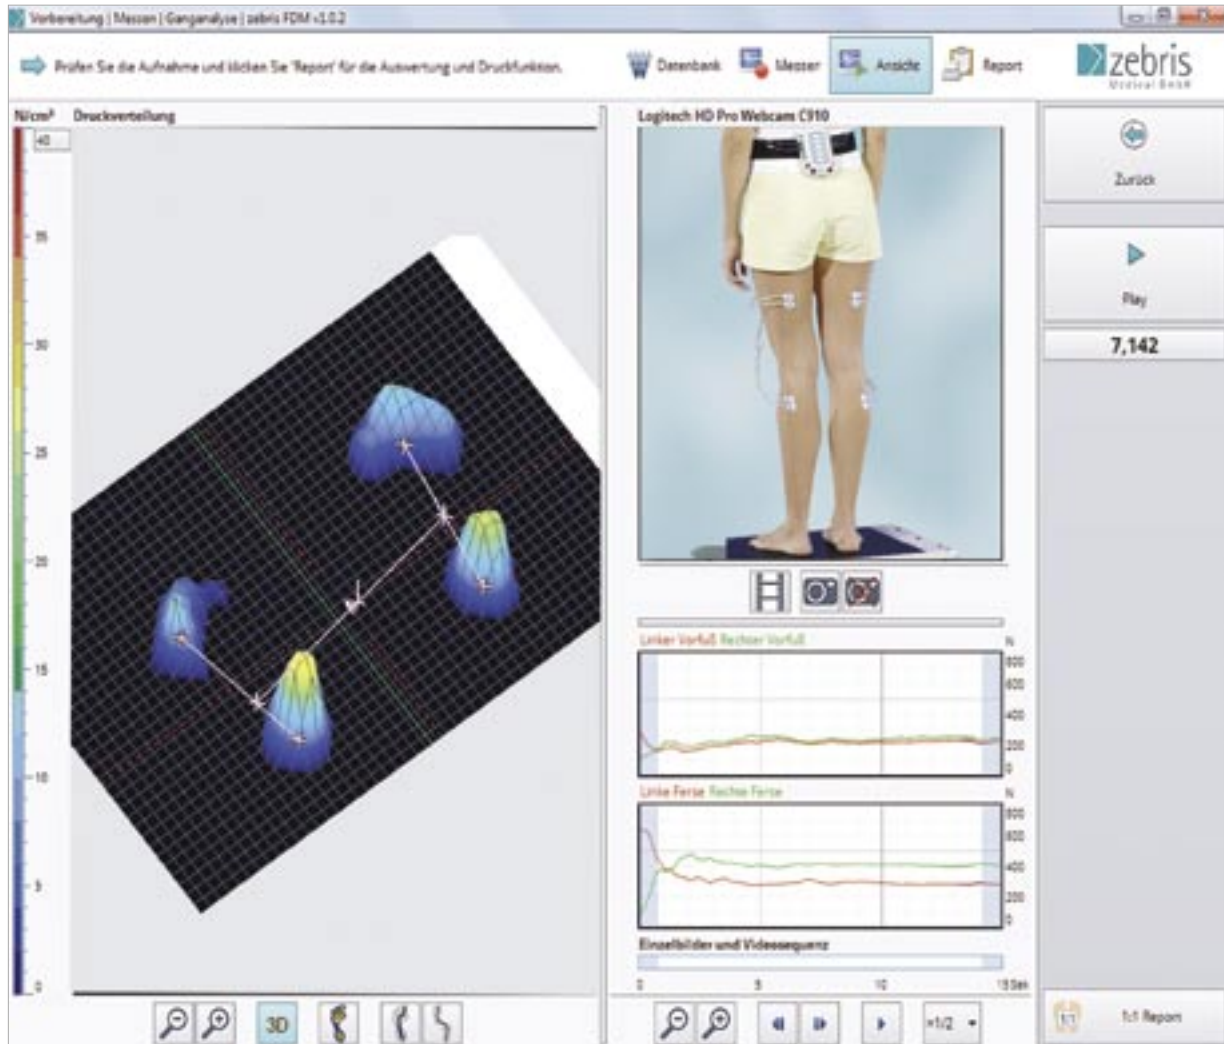 Vorbereitung | Messen | Ganganalyse | zebris FDM v1.0.2
Prüfen Sie die Aufnahme und klicken Sie 'Report' für die Auswertung und Druckfunktion.
Datenbank
Messen
Ansicht
Report
zebris
Medical GmbH
N/cm²
Druckverteilung
40
35
30
25
20
15
10
5
0
3D
Logitech HD Pro Webcam C910
Linker Vorfuß Rechter Vorfuß
N
800
600
400
200
0
Linke Ferse Rechte Ferse
N
800
600
400
200
0
Einzelbilder und Videosequenz
0 5 10 15 Sek
×1/2
Zurück
Play
7,142
1:1
1:1 Report